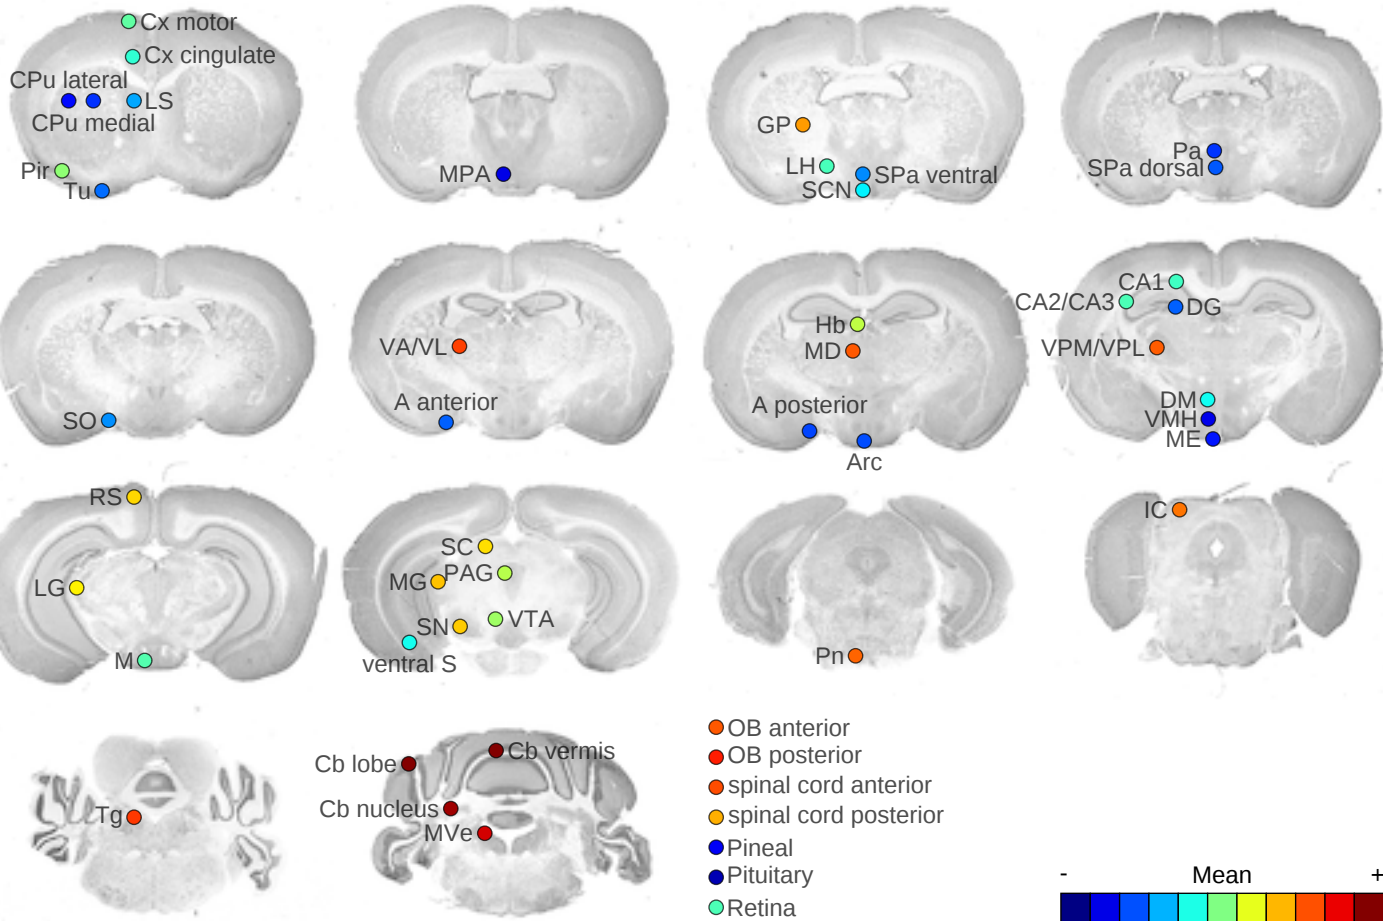 Cx motor
Cx cingulate
CPu lateral
LS
CPu medial
Pir
Tu
MPA
GP
LH
SPa ventral
SCN
Pa
SPa dorsal
SO
VA/VL
A anterior
Hb
MD
A posterior
Arc
CA1
CA2/CA3
DG
VPM/VPL
DM
VMH
ME
RS
LG
M
SC
PAG
MG
VTA
SN
ventral S
Pn
IC
Tg
Cb vermis
Cb lobe
Cb nucleus
MVe
OB anterior
OB posterior
spinal cord anterior
spinal cord posterior
Pineal
Pituitary
Retina
- Mean +